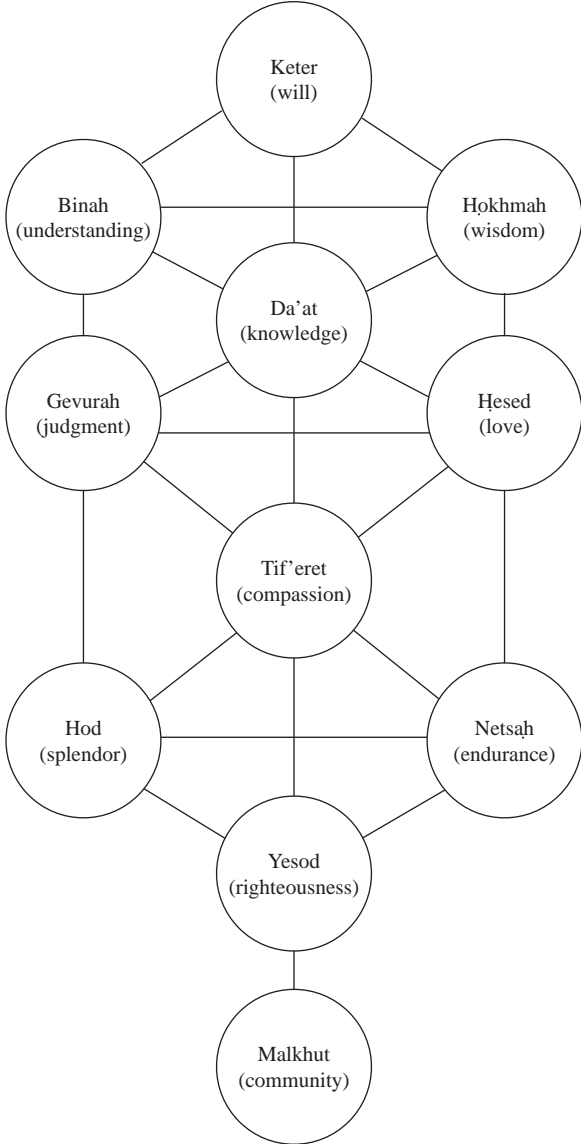 Keter
(will)
Binah
(understanding)
Ḥokhmah
(wisdom)
Da’at
(knowledge)
Gevurah
(judgment)
Ḥesed
(love)
Tif’eret
(compassion)
Hod
(splendor)
Netsaḥ
(endurance)
Yesod
(righteousness)
Malkhut
(community)